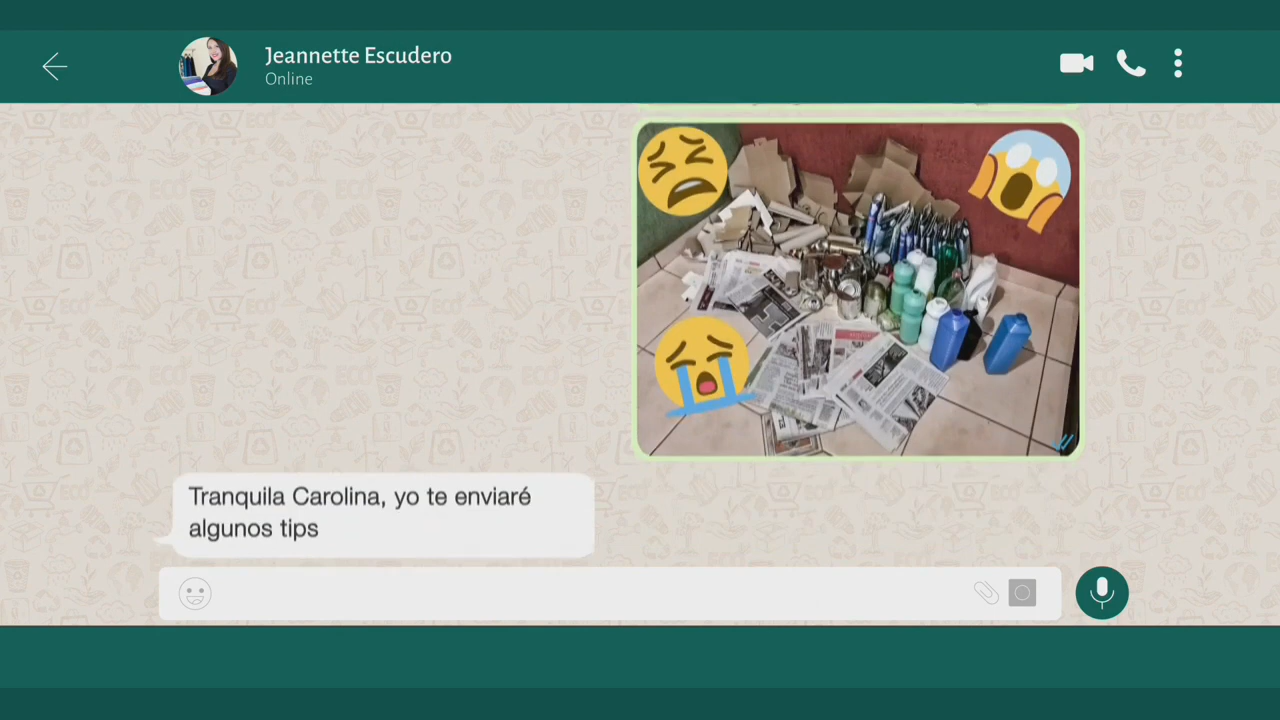 Jeannette Escudero
Online
Tranquila Carolina, yo te enviaré
algunos tips